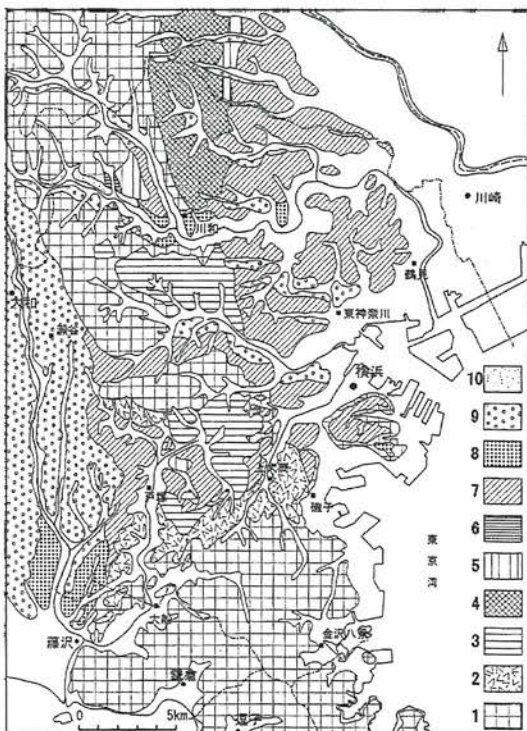 川崎
川和
鶴見
大和
瀬谷
東神奈川
横浜
10
9
8
上大岡
戸塚
7
磯子
6
東京湾
5
4
大船
藤沢
金沢八景
3
鎌倉
2
0 5km
逗子
1